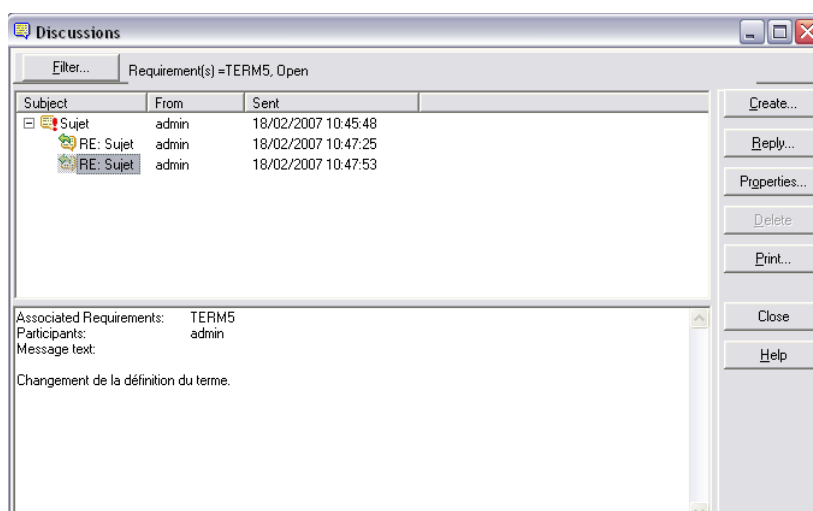 Discussions
Filter... Requirement(s) =TERM5, Open
Subject From Sent
Sujet admin 18/02/2007 10:45:48
RE: Sujet admin 18/02/2007 10:47:25
RE: Sujet admin 18/02/2007 10:47:53
Create...
Reply...
Properties...
Delete
Print...
Close
Help
Associated Requirements: TERM5
Participants: admin
Message text:
Changement de la définition du terme.